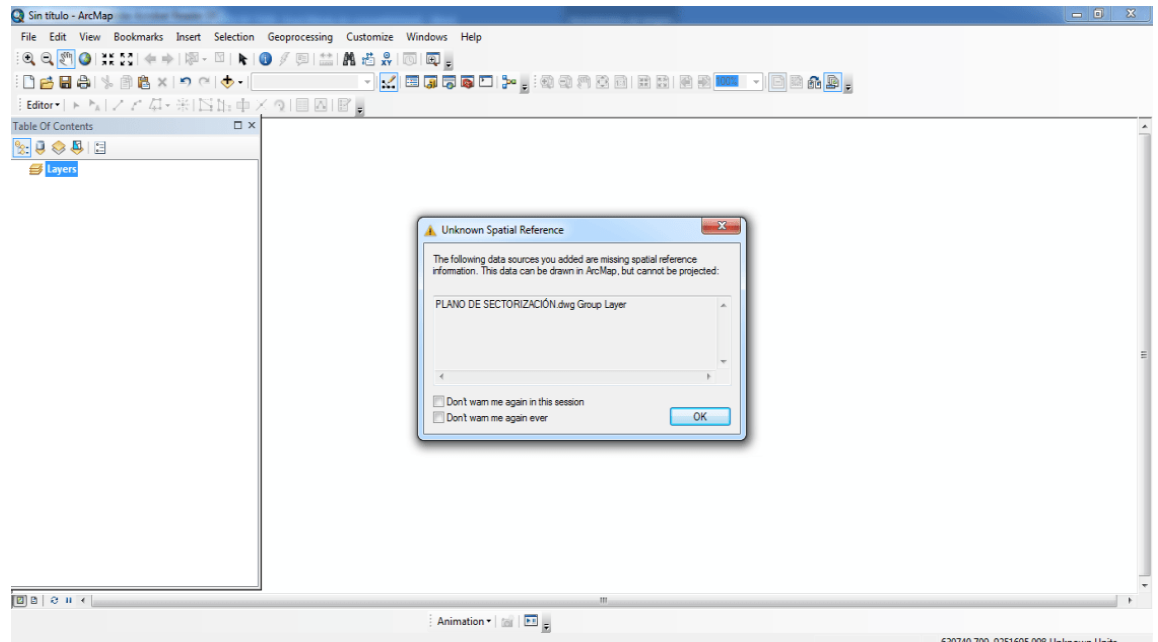 Sin título - ArcMap
File Edit View Bookmarks Insert Selection Geoprocessing Customize Windows Help
Editor
Table Of Contents
Layers
Unknown Spatial Reference
The following data sources you added are missing spatial reference
information. This data can be drawn in ArcMap, but cannot be projected:
PLANO DE SECTORIZACIÓN.dwg Group Layer
Don't warn me again in this session
Don't warn me again ever
OK
Animation